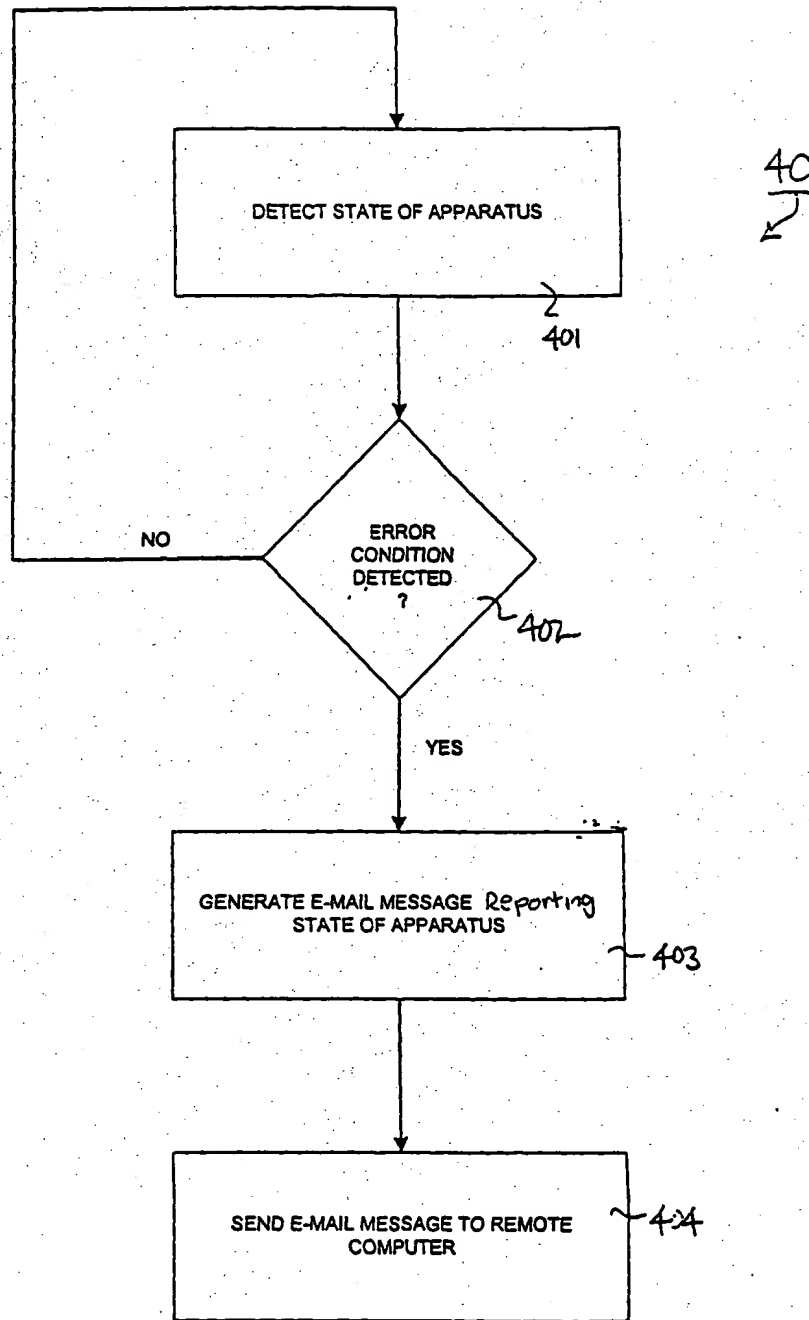 40
DETECT STATE OF APPARATUS
401
ERROR
CONDITION
DETECTED
?
402
NO
YES
GENERATE E-MAIL MESSAGE Reporting
STATE OF APPARATUS
403
SEND E-MAIL MESSAGE TO REMOTE
COMPUTER
404